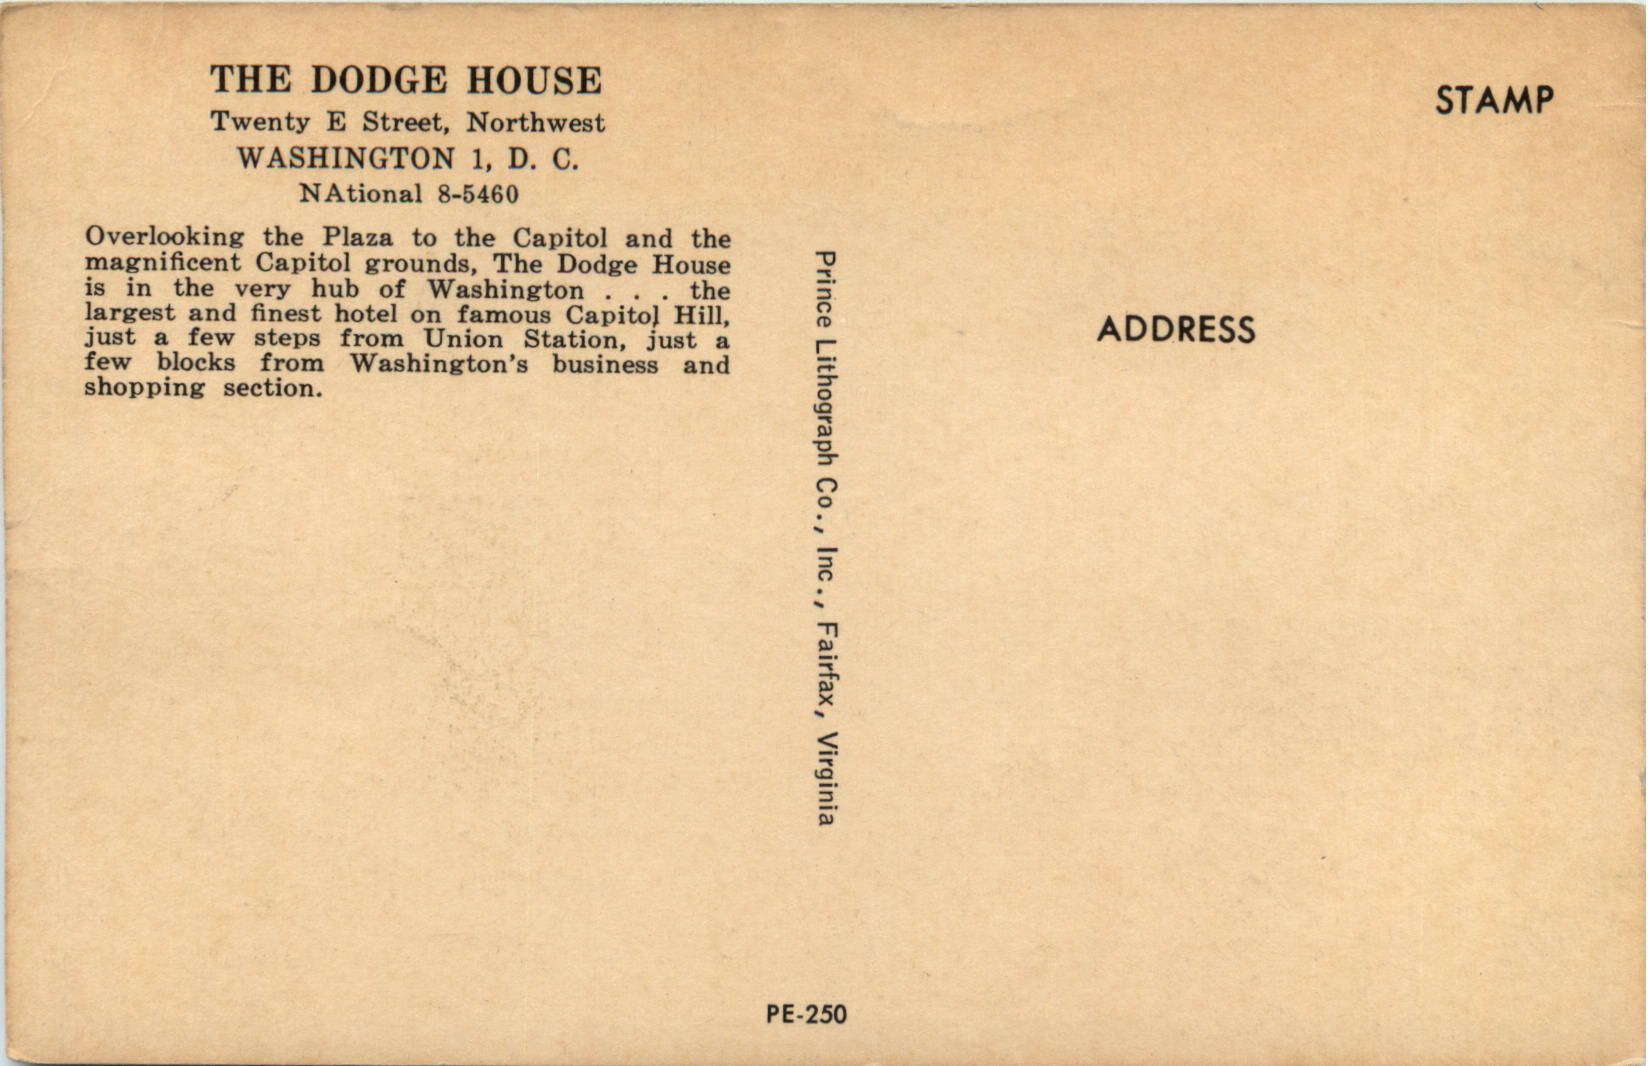 THE DODGE HOUSE
Twenty E Street, Northwest
WASHINGTON 1, D. C.
NAtional 8-5460
Overlooking the Plaza to the Capitol and the
magnificent Capitol grounds, The Dodge House
is in the very hub of Washington . . . the
largest and finest hotel on famous Capitol Hill,
just a few steps from Union Station, just a
few blocks from Washington's business and
shopping section.
Prince Lithograph Co., Inc., Fairfax, Virginia
STAMP
ADDRESS
PE-250